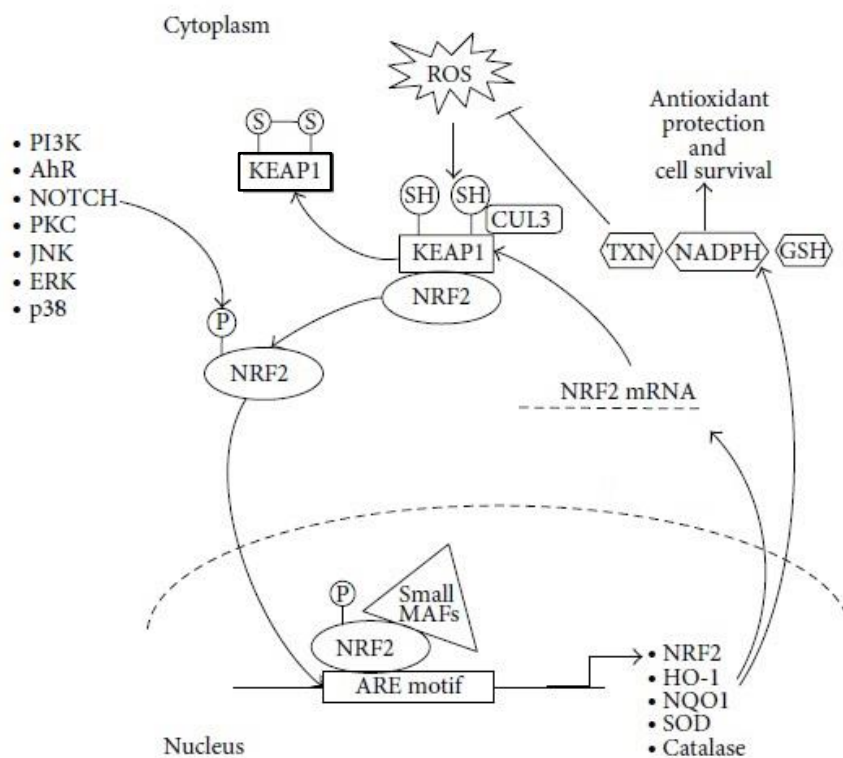 Cytoplasm
ROS
Antioxidant
protection
and
cell survival
S S
KEAP1
• PI3K
• AhR
• NOTCH
• PKC
• JNK
• ERK
• p38
SH SH
CUL3
KEAP1
NRF2
TXN NADPH GSH
P
NRF2
NRF2 mRNA
P
Small
MAFs
NRF2
ARE motif
• NRF2
• HO-1
• NQO1
• SOD
• Catalase
Nucleus